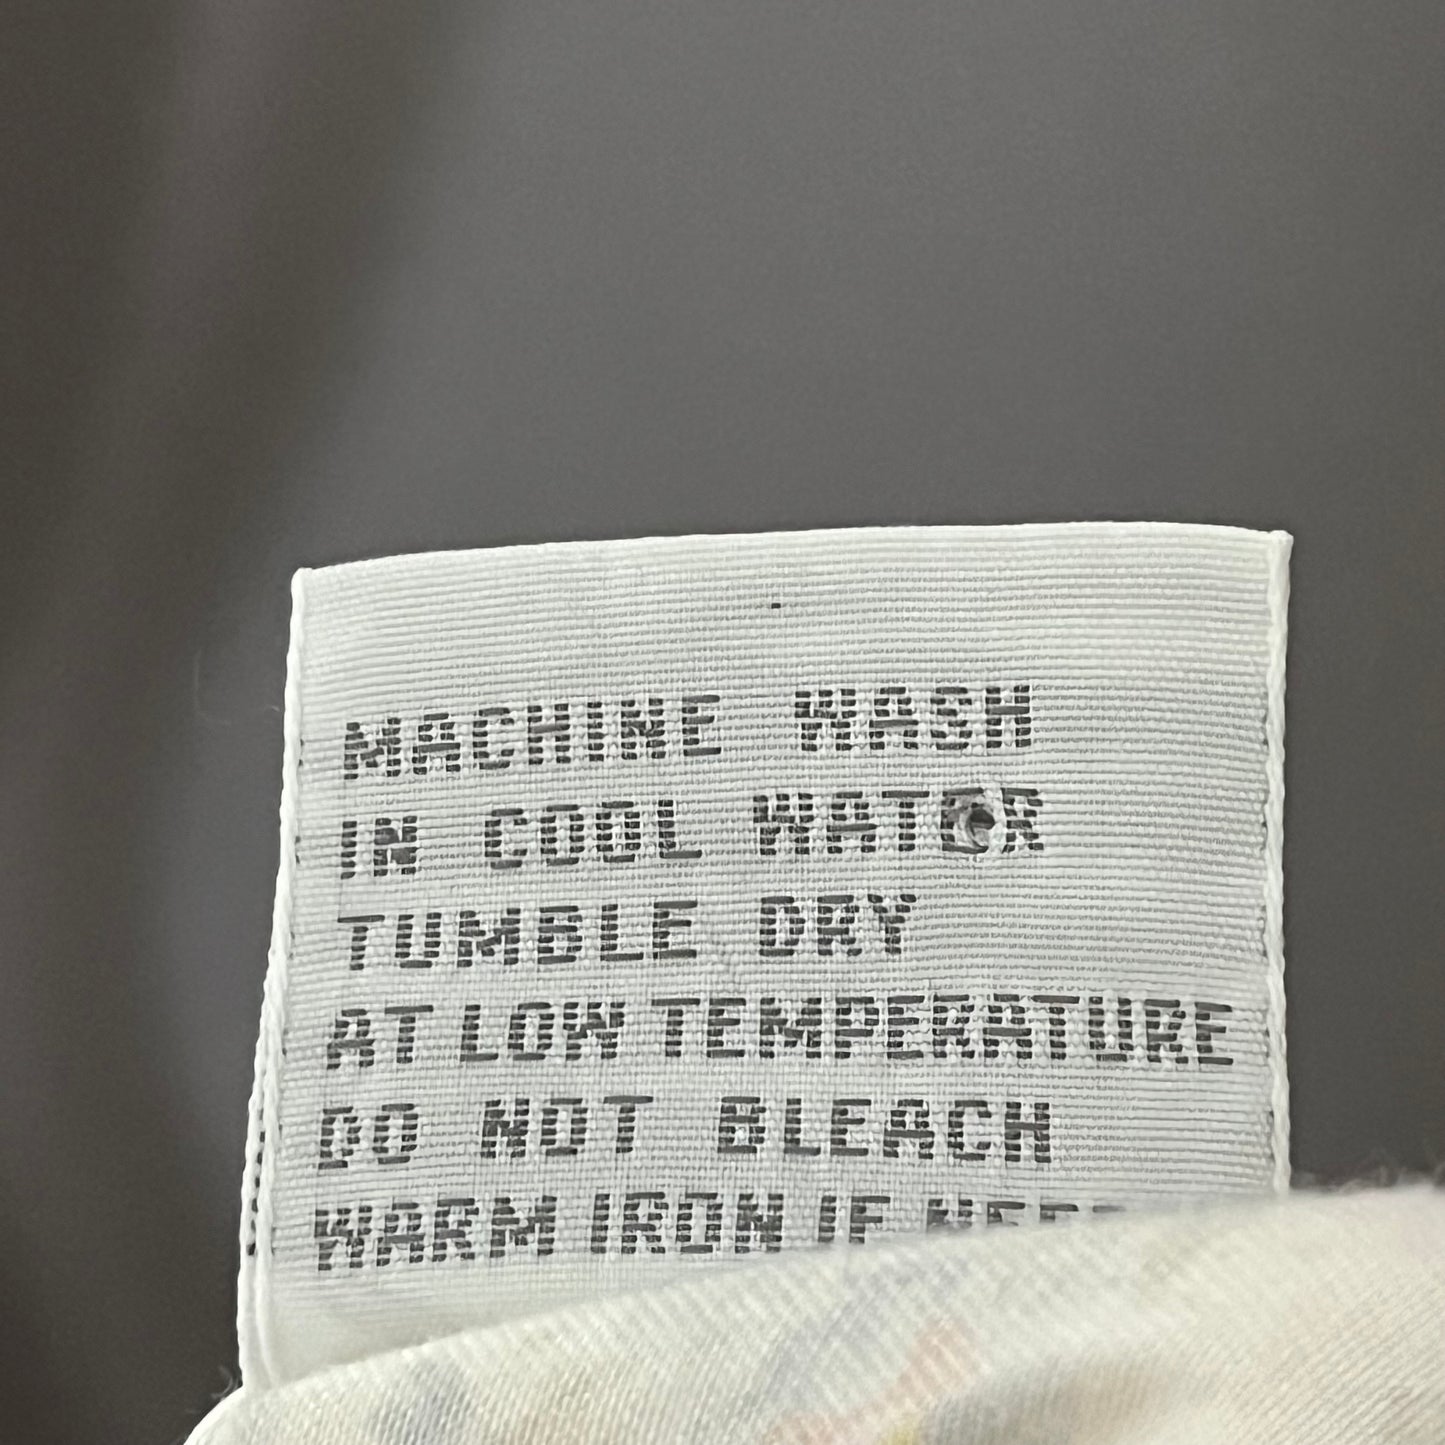 MACHINE WASH
IN COOL WATER
TUMBLE DRY
AT LOW TEMPERATURE
DO NOT BLEACH
WARM IRON IF